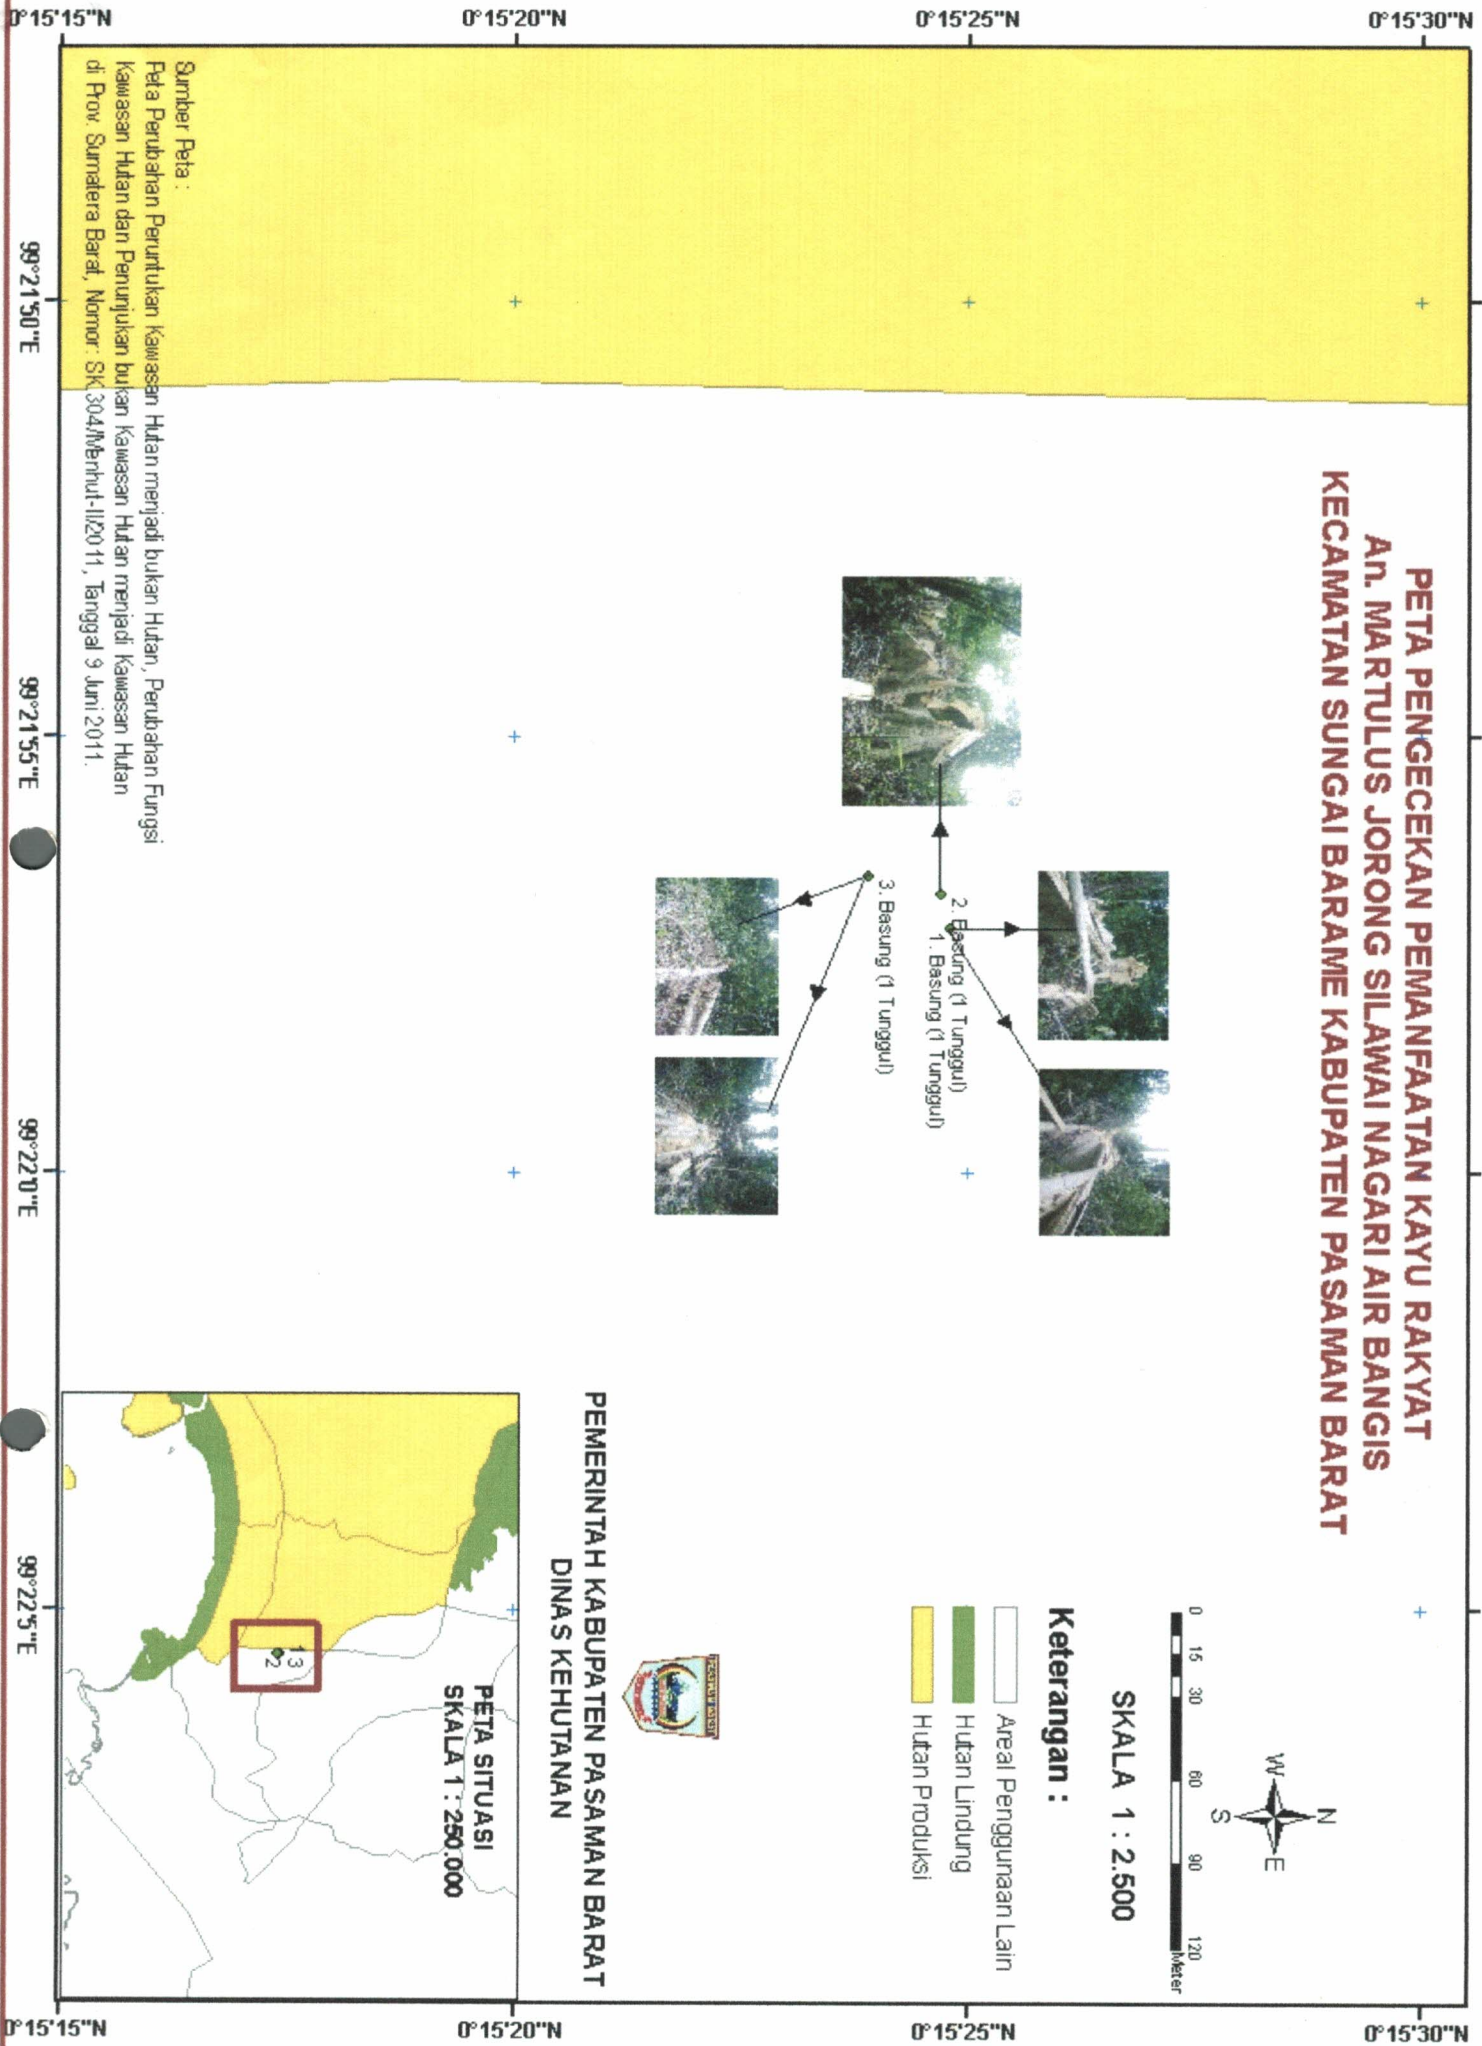 PETA PENGECEKAN PEMANFAATAN KAYU RAKYAT
An. MARTULUS JORONG SILAWAI NAGARI AIR BANGIS
KECAMATAN SUNGAI BARAME KABUPATEN PASAMAN BARAT
0°15'30"N
0°15'25"N
0°15'20"N
0°15'15"N
0°15'30"N
0°15'25"N
0°15'20"N
0°15'15"N
99°21'50"E
99°21'55"E
99°22'0"E
99°22'5"E
2. Basung (1 Tunggul)
1. Basung (1 Tunggul)
3. Basung (1 Tunggul)
N
W
E
S
0
15
30
60
90
120
Meter
SKALA 1 : 2.500
Keterangan :
Areal Penggunaan Lain
Hutan Lindung
Hutan Produksi
PEMERINTAH KABUPATEN PASAMAN BARAT
DINAS KEHUTANAN
PETA SITUASI
SKALA 1 : 250.000
1
3
2
Sumber Peta :
Peta Perubahan Peruntukan Kawasan Hutan menjadi bukan Hutan, Perubahan Fungsi
Kawasan Hutan dan Penunjukan bukan Kawasan Hutan menjadi Kawasan Hutan
di Prov. Sumatera Barat, Nomor: SK.304/Menhut-II/2011, Tanggal 9 Juni 2011.